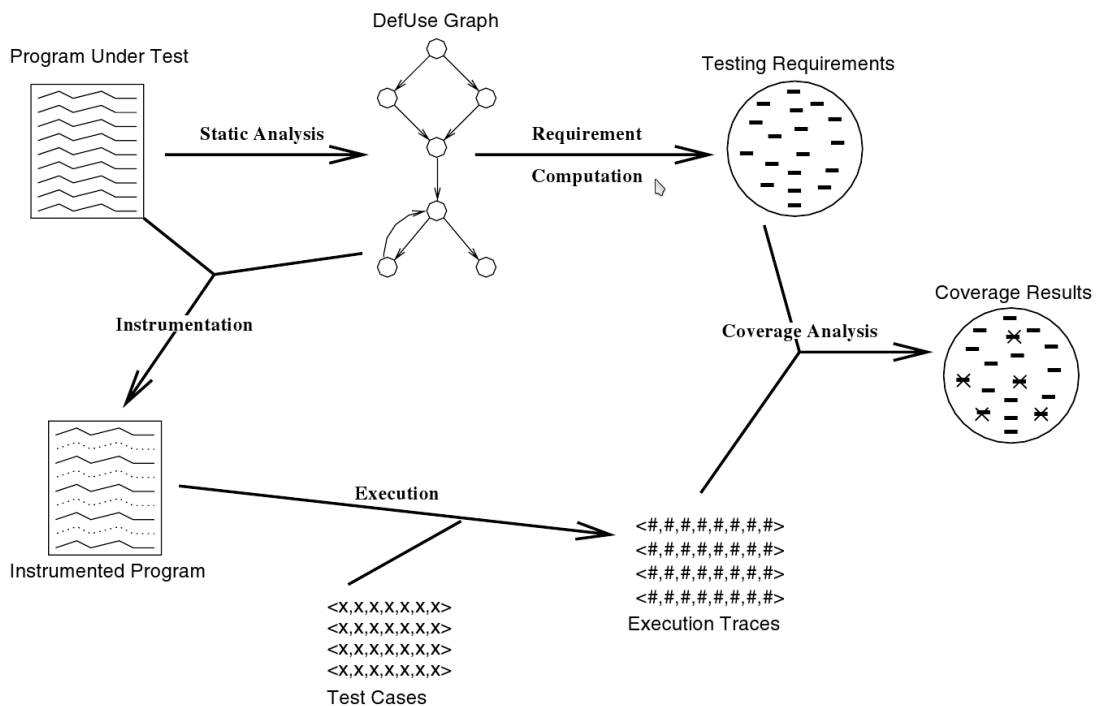 DefUse Graph
Program Under Test
Testing Requirements
Static Analysis
Requirement
Computation
Instrumentation
Coverage Results
Coverage Analysis
Execution
Instrumented Program
<#,#,#,#,#,#,#,#>
<#,#,#,#,#,#,#,#>
<#,#,#,#,#,#,#,#>
<#,#,#,#,#,#,#,#>
Execution Traces
<x,x,x,x,x,x,x>
<x,x,x,x,x,x,x>
<x,x,x,x,x,x,x>
<x,x,x,x,x,x,x>
Test Cases